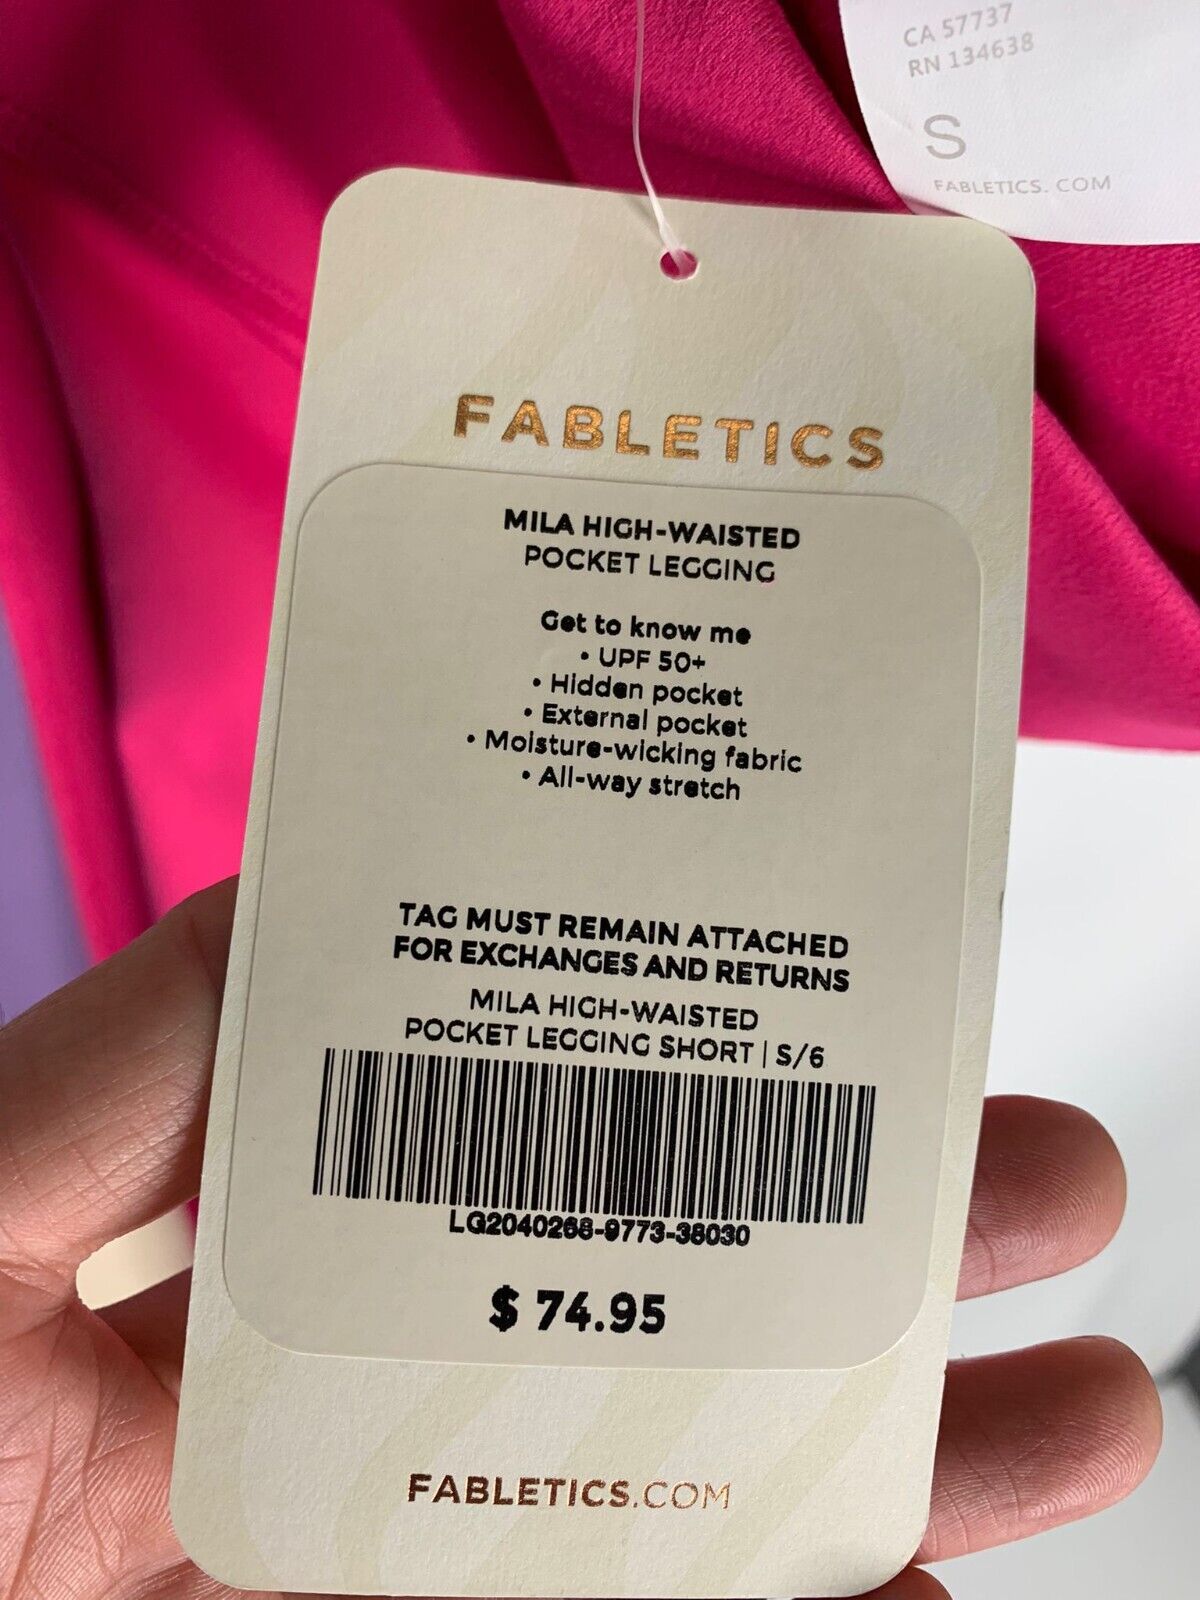 CA 57737
RN 134638
S
FABLETICS. COM
FABLETICS
MILA HIGH-WAISTED
POCKET LEGGING
Get to know me
• UPF 50+
• Hidden pocket
• External pocket
• Moisture-wicking fabric
• All-way stretch
TAG MUST REMAIN ATTACHED
FOR EXCHANGES AND RETURNS
MILA HIGH-WAISTED
POCKET LEGGING SHORT | S/6
LG2040268-9773-38030
$ 74.95
FABLETICS.COM